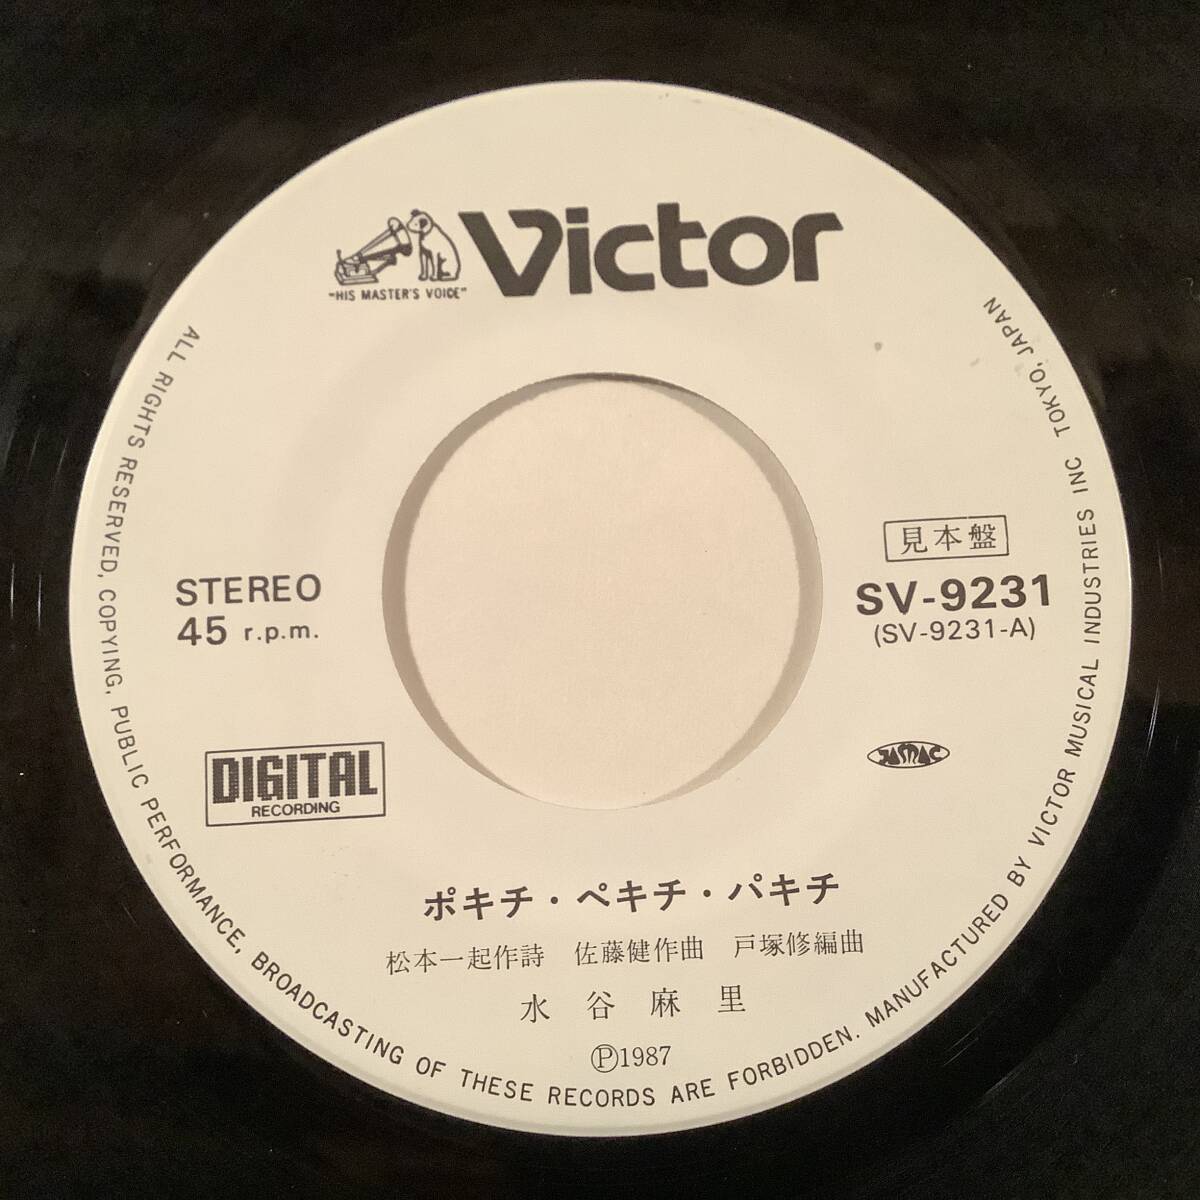 Victor
"HIS MASTER'S VOICE"
見本盤
STEREO
45 r.p.m.
SV-9231
(SV-9231-A)
DIGITAL
RECORDING
JASRAC
ポキチ・ペキチ・パキチ
松本一起作詩 佐藤健作曲 戸塚修編曲
水谷麻里
Ⓟ1987
ALL RIGHTS RESERVED, COPYING, PUBLIC PERFORMANCE, BROADCASTING OF THESE RECORDS ARE FORBIDDEN. MANUFACTURED BY VICTOR MUSICAL INDUSTRIES INC TOKYO, JAPAN